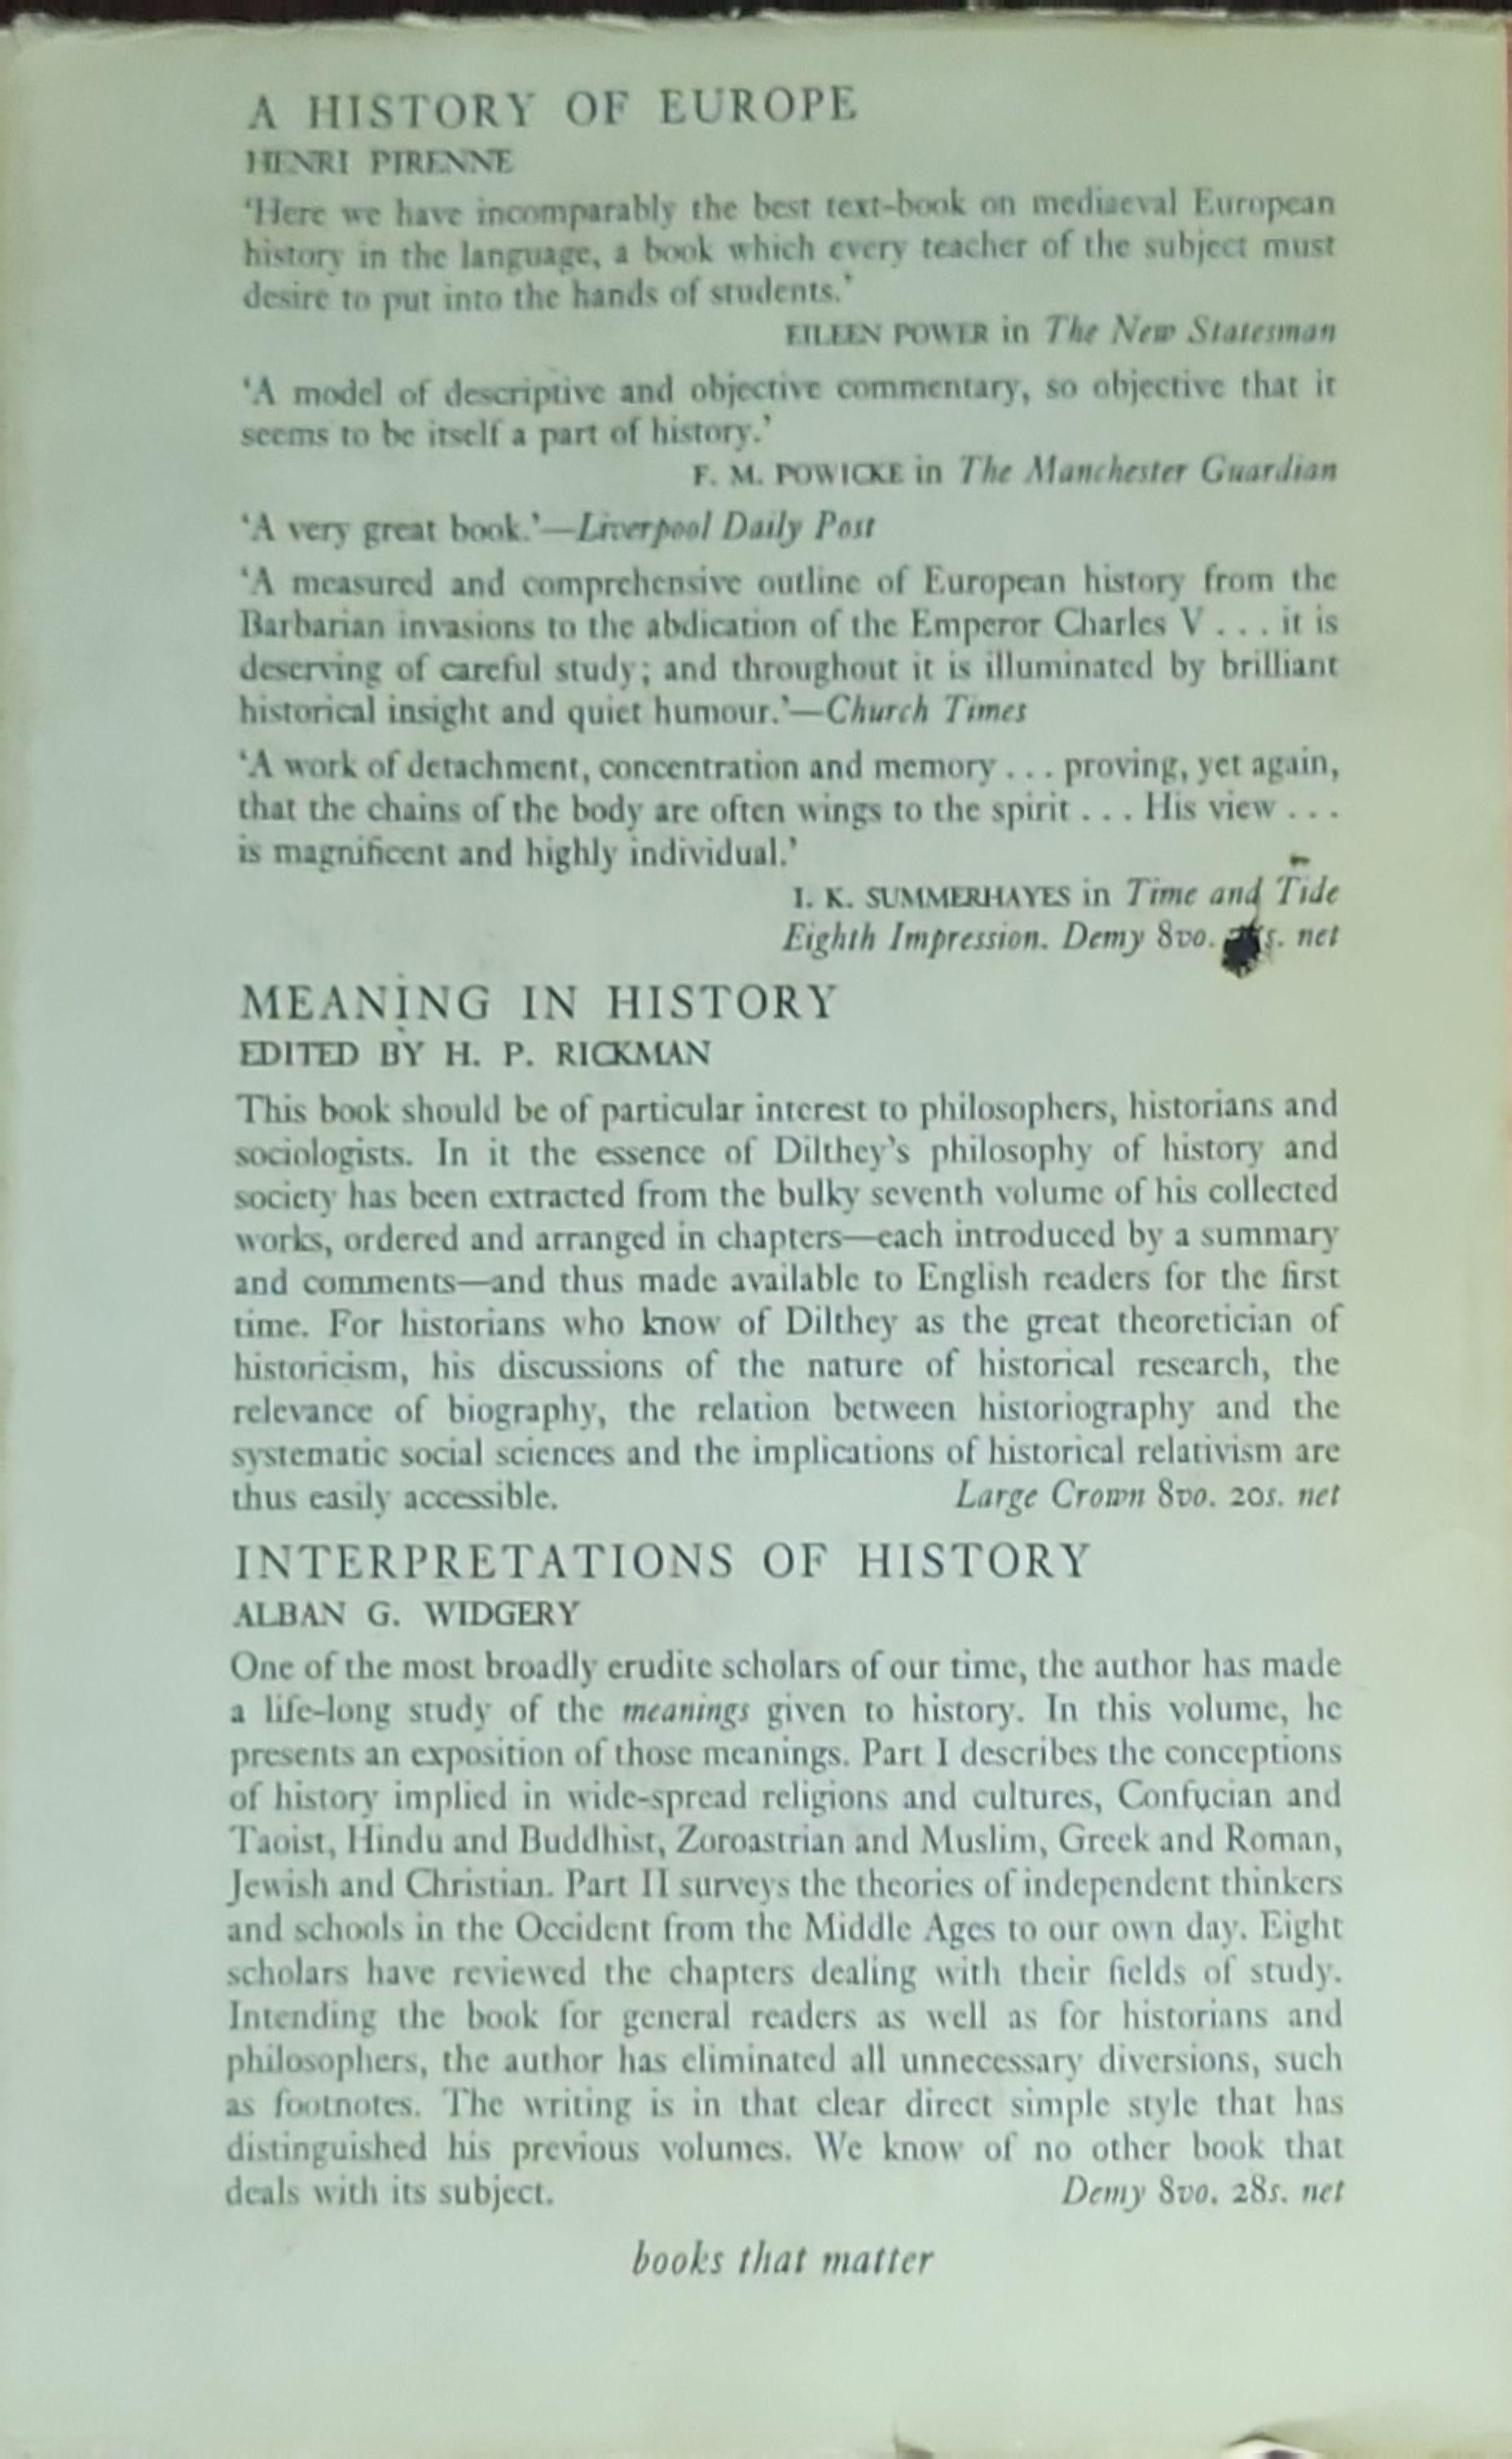 A HISTORY OF EUROPE
HENRI PIRENNE
‘Here we have incomparably the best text-book on mediaeval European
history in the language, a book which every teacher of the subject must
desire to put into the hands of students.’
EILEEN POWER in The New Statesman
‘A model of descriptive and objective commentary, so objective that it
seems to be itself a part of history.’
F. M. POWICKE in The Manchester Guardian
‘A very great book.’—Liverpool Daily Post
‘A measured and comprehensive outline of European history from the
Barbarian invasions to the abdication of the Emperor Charles V . . . it is
deserving of careful study; and throughout it is illuminated by brilliant
historical insight and quiet humour.’—Church Times
‘A work of detachment, concentration and memory . . . proving, yet again,
that the chains of the body are often wings to the spirit . . . His view . . .
is magnificent and highly individual.’
I. K. SUMMERHAYES in Time and Tide
Eighth Impression. Demy 8vo. net
MEANING IN HISTORY
EDITED BY H. P. RICKMAN
This book should be of particular interest to philosophers, historians and
sociologists. In it the essence of Dilthey’s philosophy of history and
society has been extracted from the bulky seventh volume of his collected
works, ordered and arranged in chapters—each introduced by a summary
and comments—and thus made available to English readers for the first
time. For historians who know of Dilthey as the great theoretician of
historicism, his discussions of the nature of historical research, the
relevance of biography, the relation between historiography and the
systematic social sciences and the implications of historical relativism are
thus easily accessible. Large Crown 8vo. 20s. net
INTERPRETATIONS OF HISTORY
ALBAN G. WIDGERY
One of the most broadly erudite scholars of our time, the author has made
a life-long study of the meanings given to history. In this volume, he
presents an exposition of those meanings. Part I describes the conceptions
of history implied in wide-spread religions and cultures, Confucian and
Taoist, Hindu and Buddhist, Zoroastrian and Muslim, Greek and Roman,
Jewish and Christian. Part II surveys the theories of independent thinkers
and schools in the Occident from the Middle Ages to our own day. Eight
scholars have reviewed the chapters dealing with their fields of study.
Intending the book for general readers as well as for historians and
philosophers, the author has eliminated all unnecessary diversions, such
as footnotes. The writing is in that clear direct simple style that has
distinguished his previous volumes. We know of no other book that
deals with its subject. Demy 8vo. 28s. net
books that matter